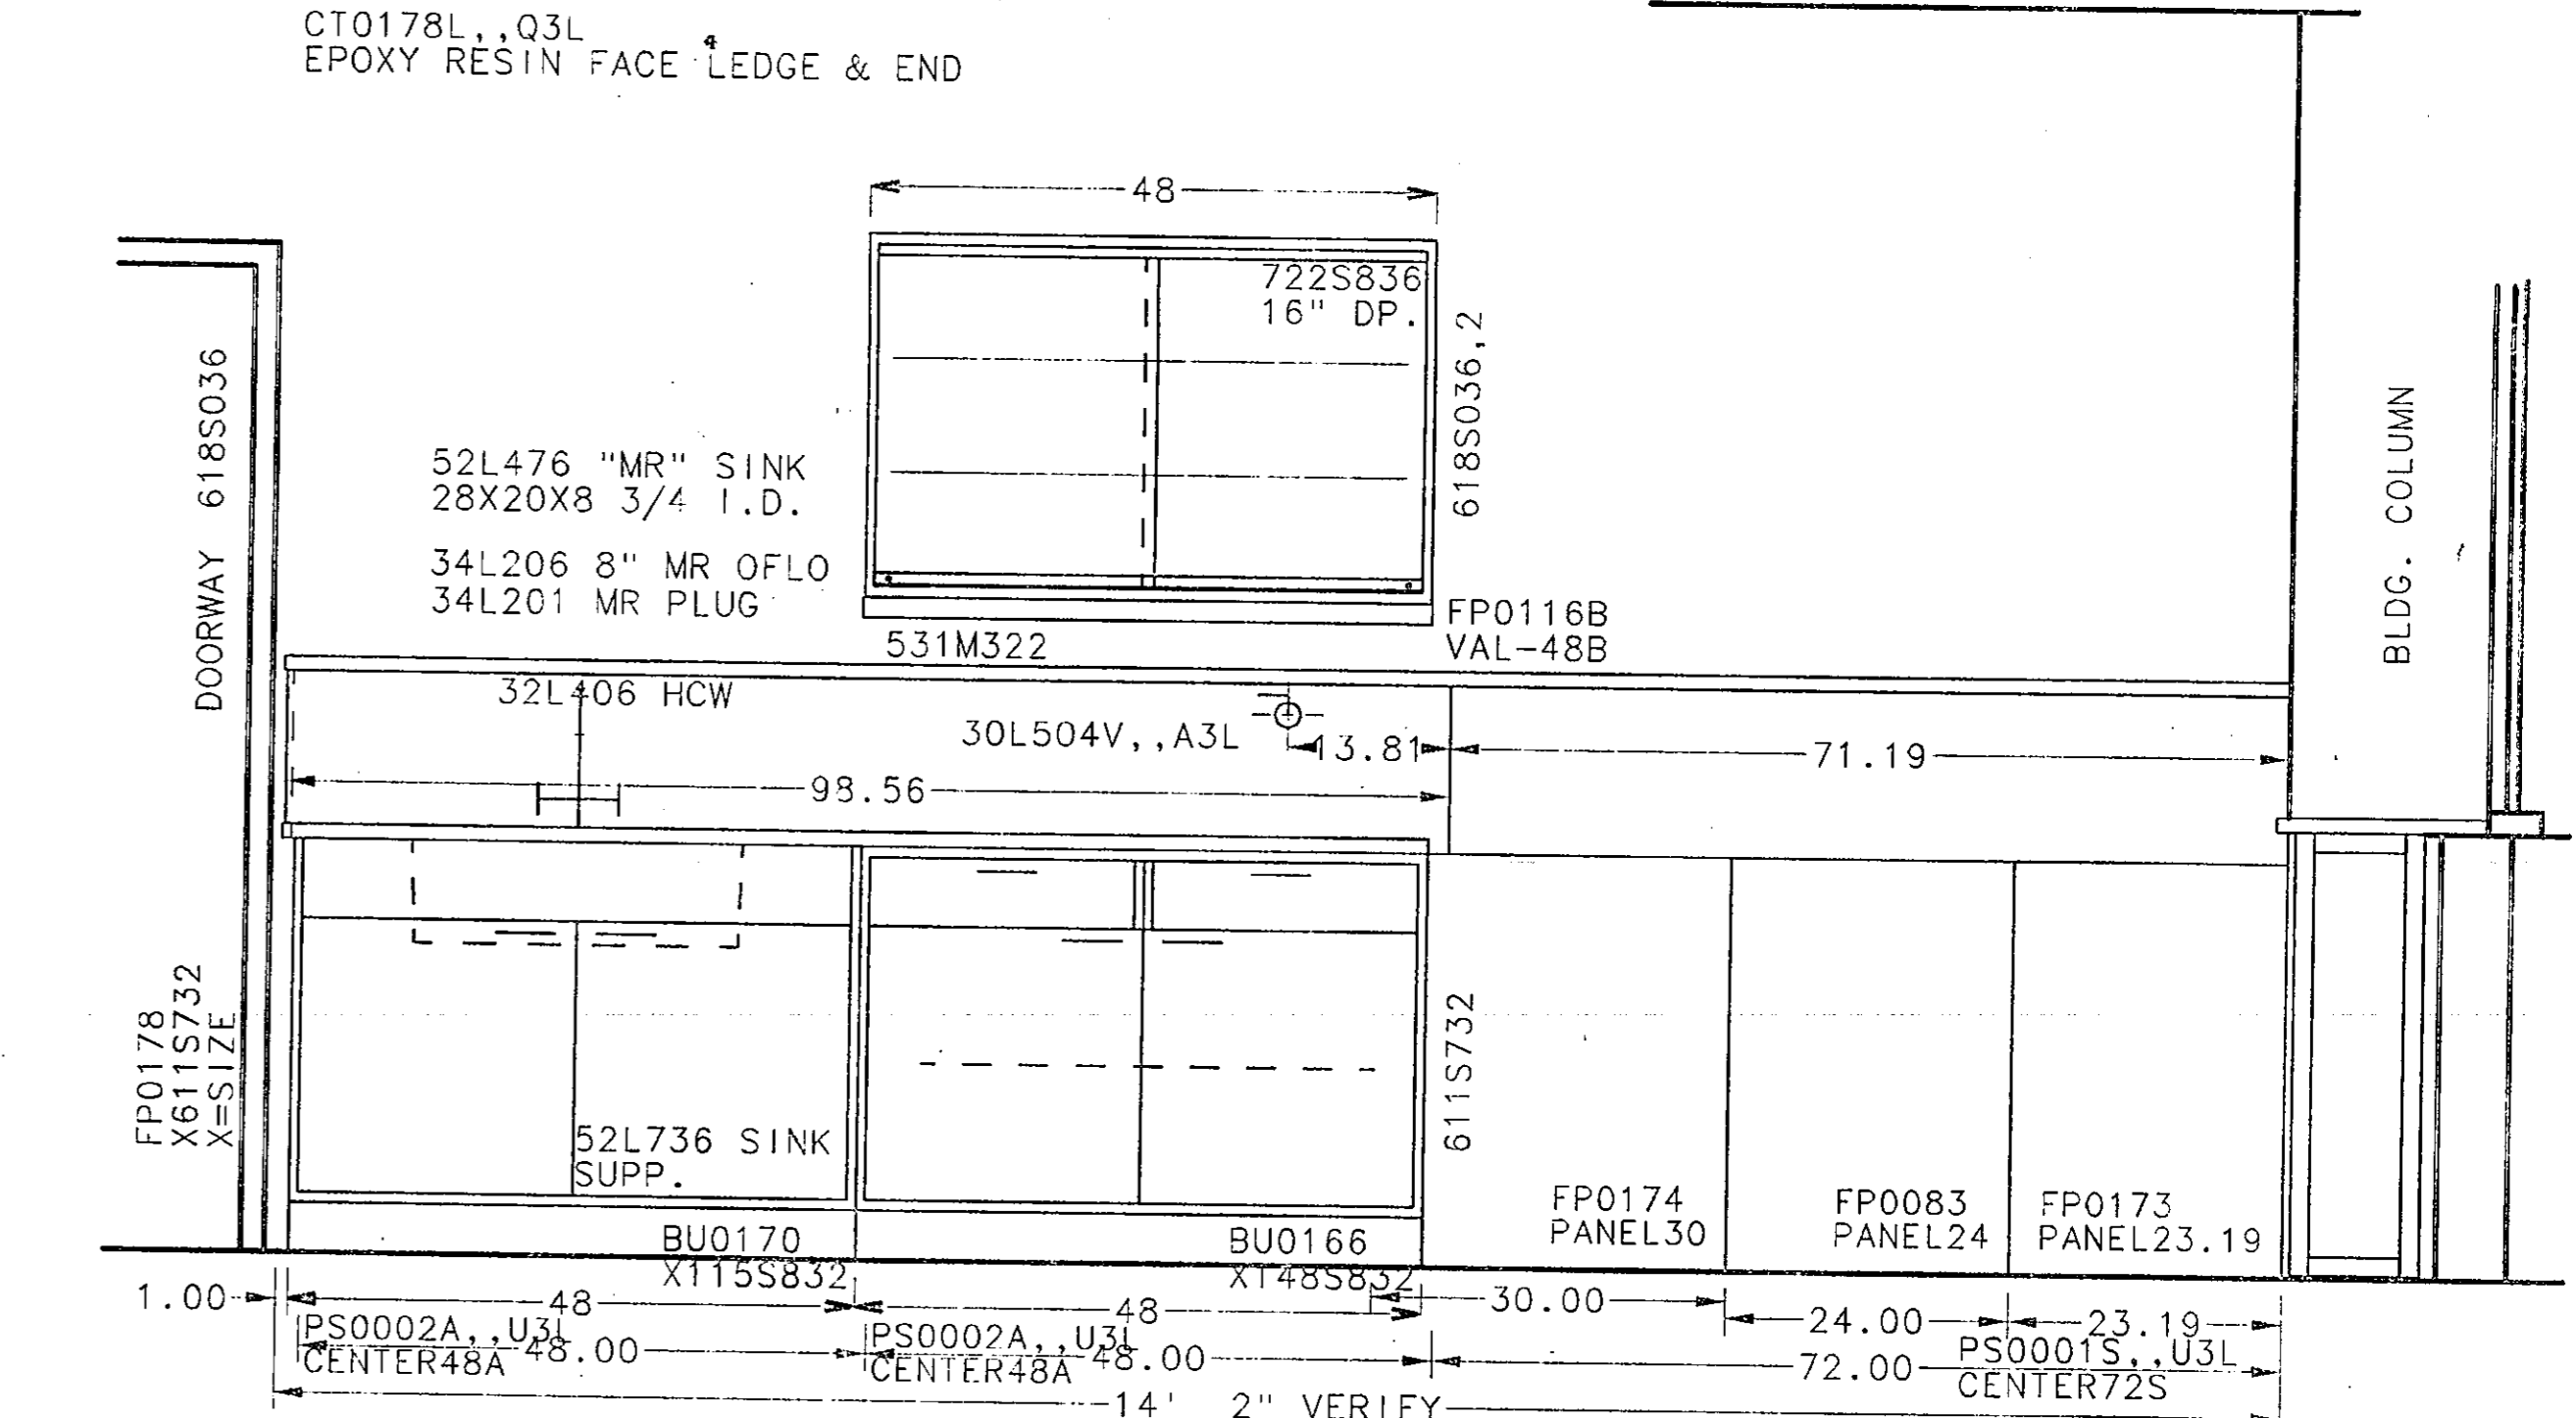 CT0178L,,Q3L
EPOXY RESIN FACE LEDGE & END
48
722S836
16" DP.
618S036,2
DOORWAY 618S036
52L476 "MR" SINK
28X20X8 3/4 I.D.
34L206 8" MR OFLO
34L201 MR PLUG
BLDG. COLUMN
FP0116B
VAL-48B
531M322
32L406 HCW
30L504V,,A3L
13.81
71.19
98.56
FP0178
X611S732
X=SIZE
611S732
52L736 SINK
SUPP.
BU0170
X115S832
BU0166
X148S832
FP0174
PANEL30
FP0083
PANEL24
FP0173
PANEL23.19
1.00
48
48
30.00
24.00
23.19
PS0002A,,U3L
CENTER48A
48.00
PS0002A,,U3L
CENTER48A
48.00
72.00
PS0001S,,U3L
CENTER72S
14' 2" VERIFY